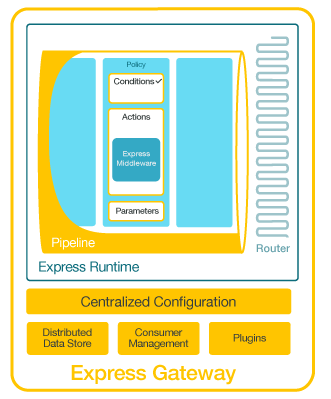 Policy
Conditions✓
Actions
Express
Middleware
Parameters
Pipeline
Router
Express Runtime
Centralized Configuration
Distributed
Data Store
Consumer
Management
Plugins
Express Gateway